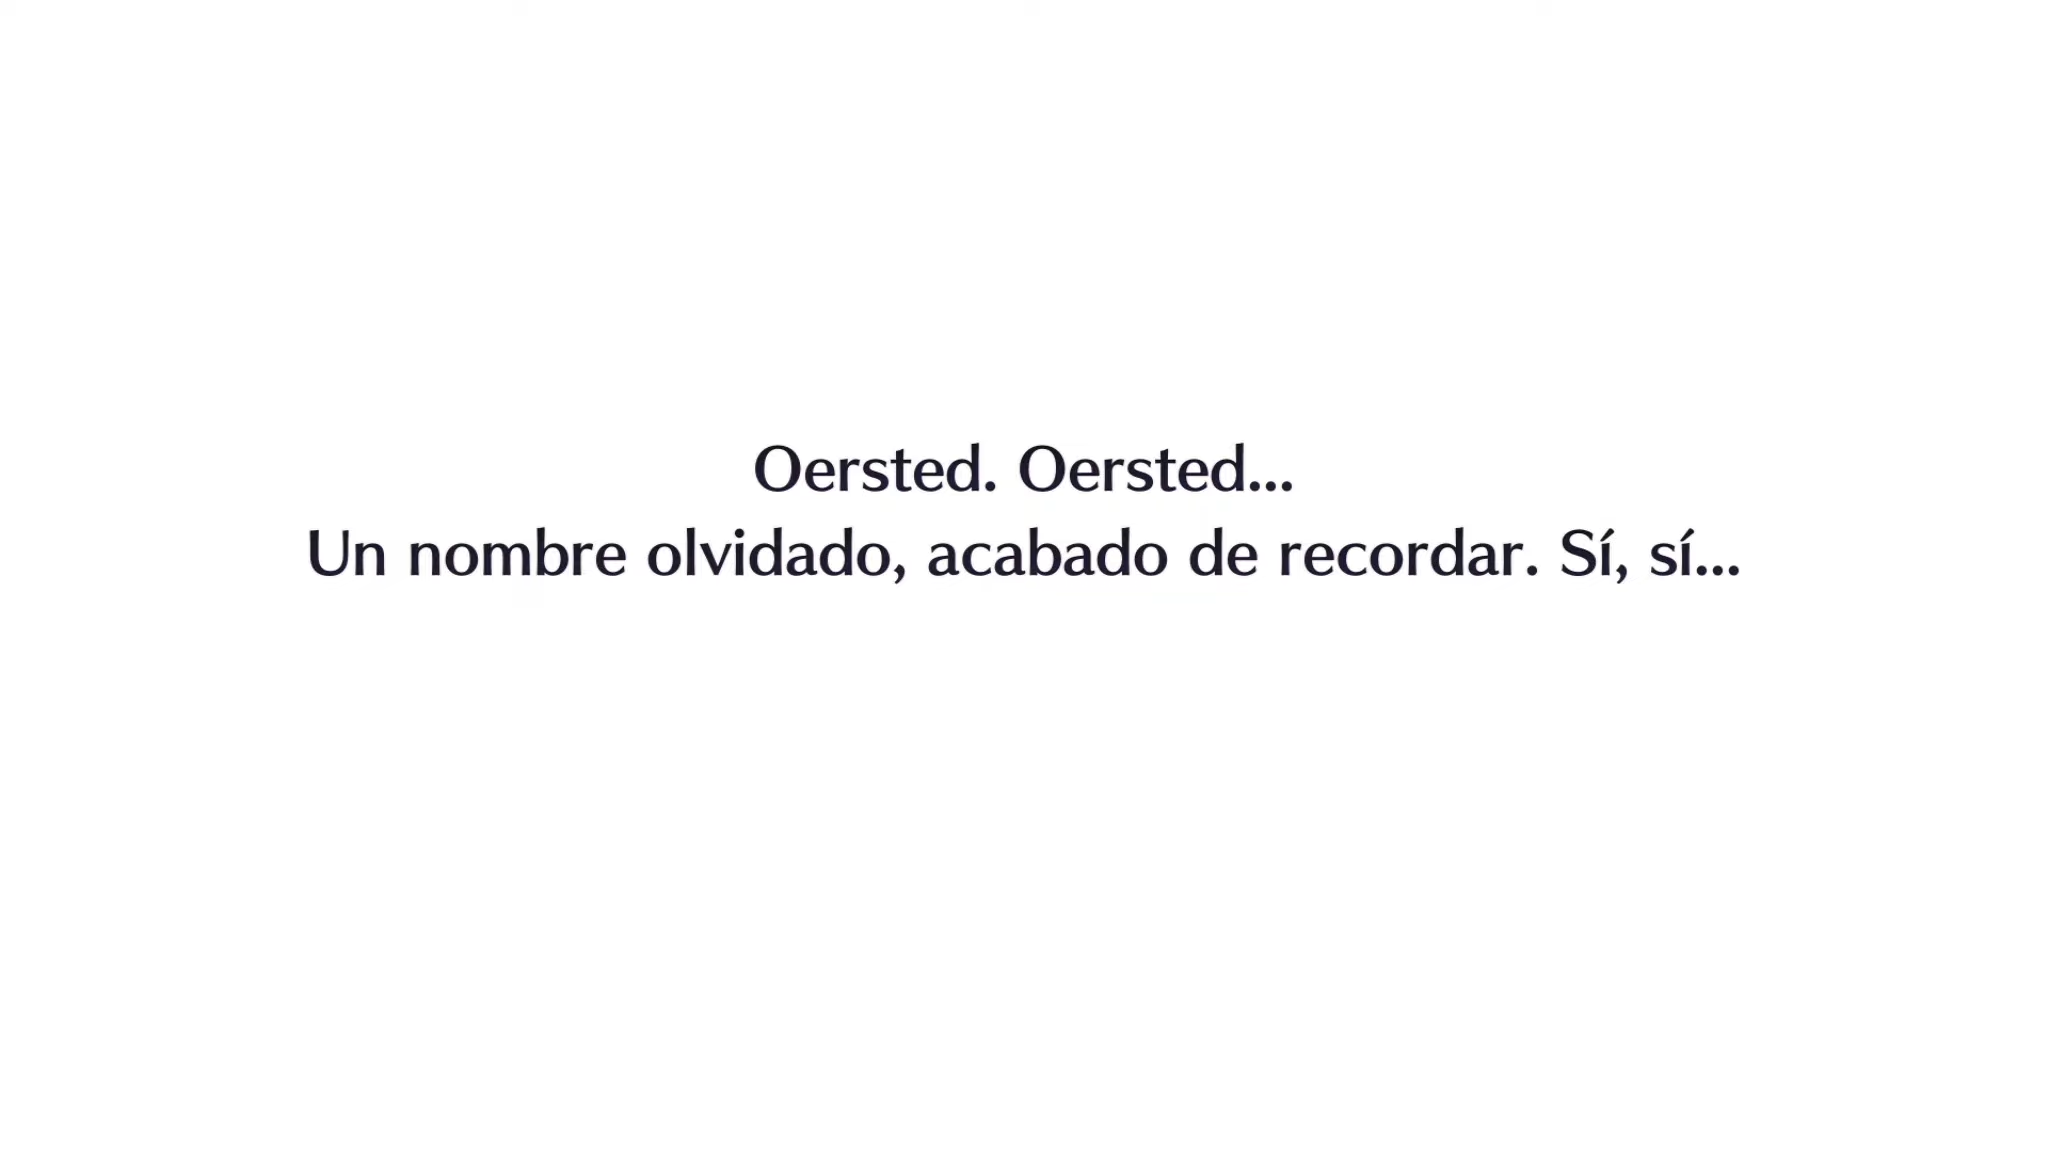 Oersted. Oersted...
Un nombre olvidado, acabado de recordar. Sí, sí...